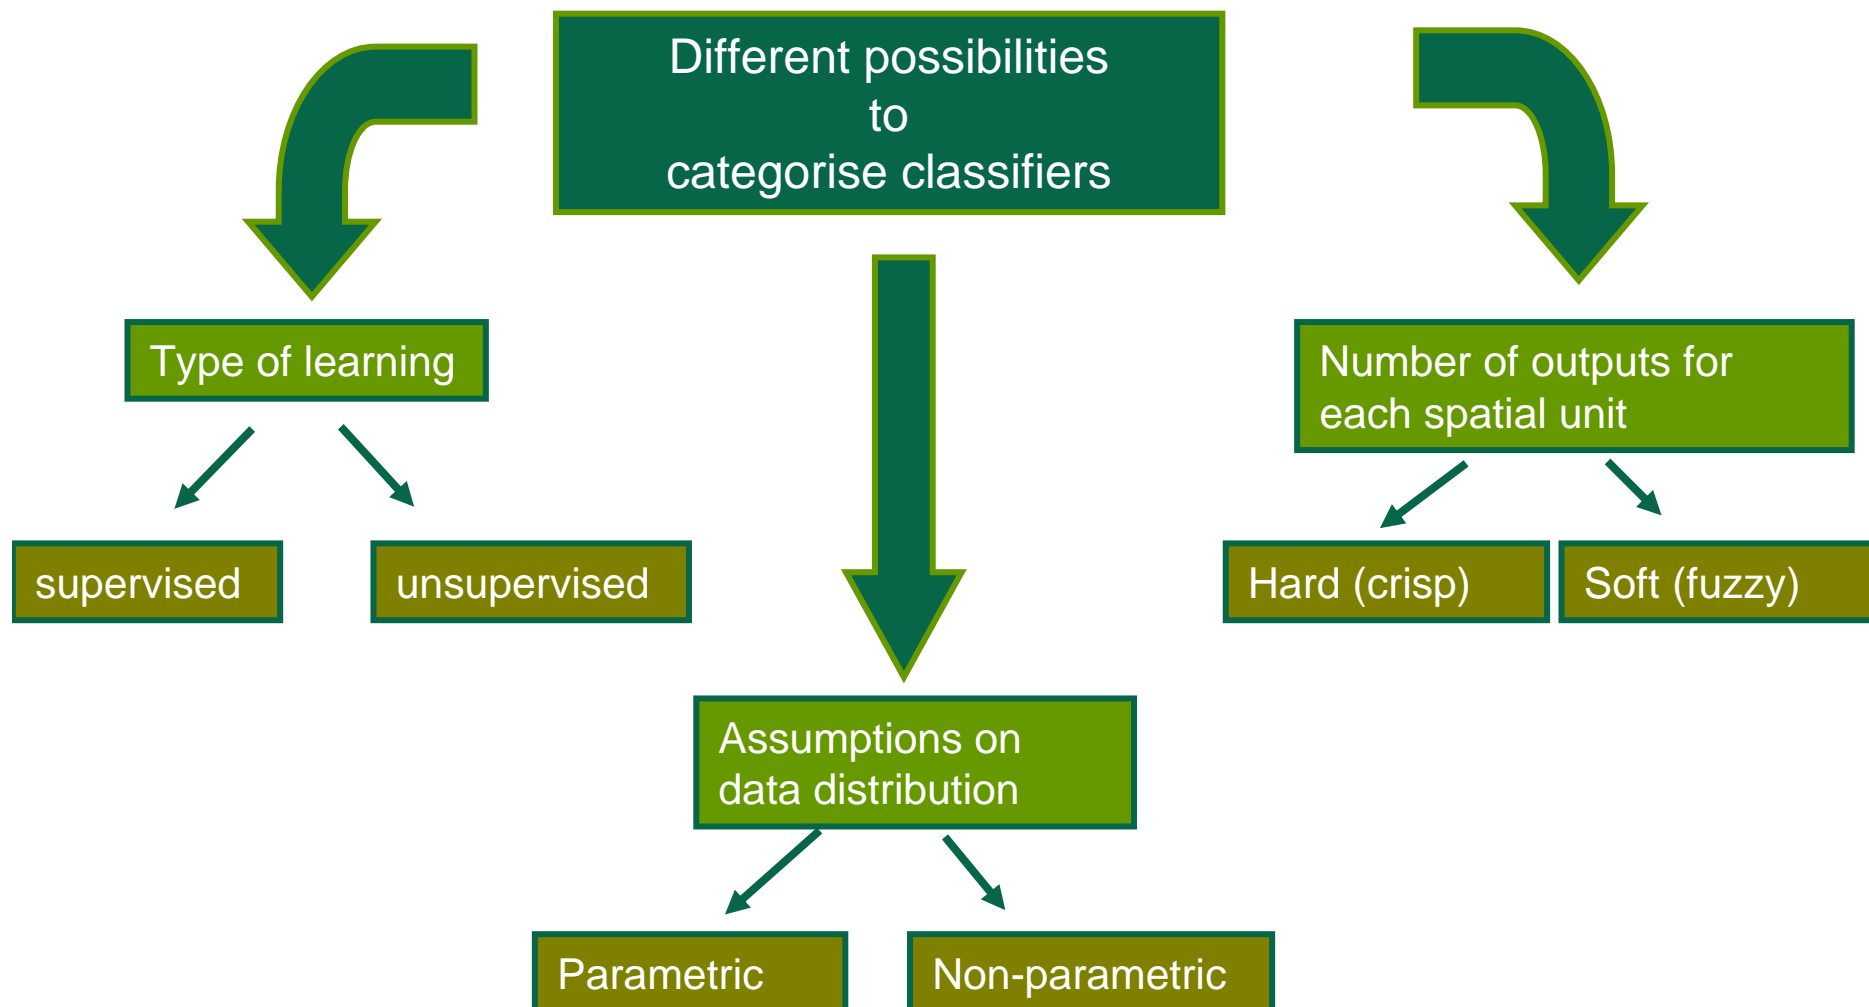 Different possibilities
to
categorise classifiers
Type of learning
Number of outputs for
each spatial unit
supervised
unsupervised
Hard (crisp)
Soft (fuzzy)
Assumptions on
data distribution
Parametric
Non-parametric